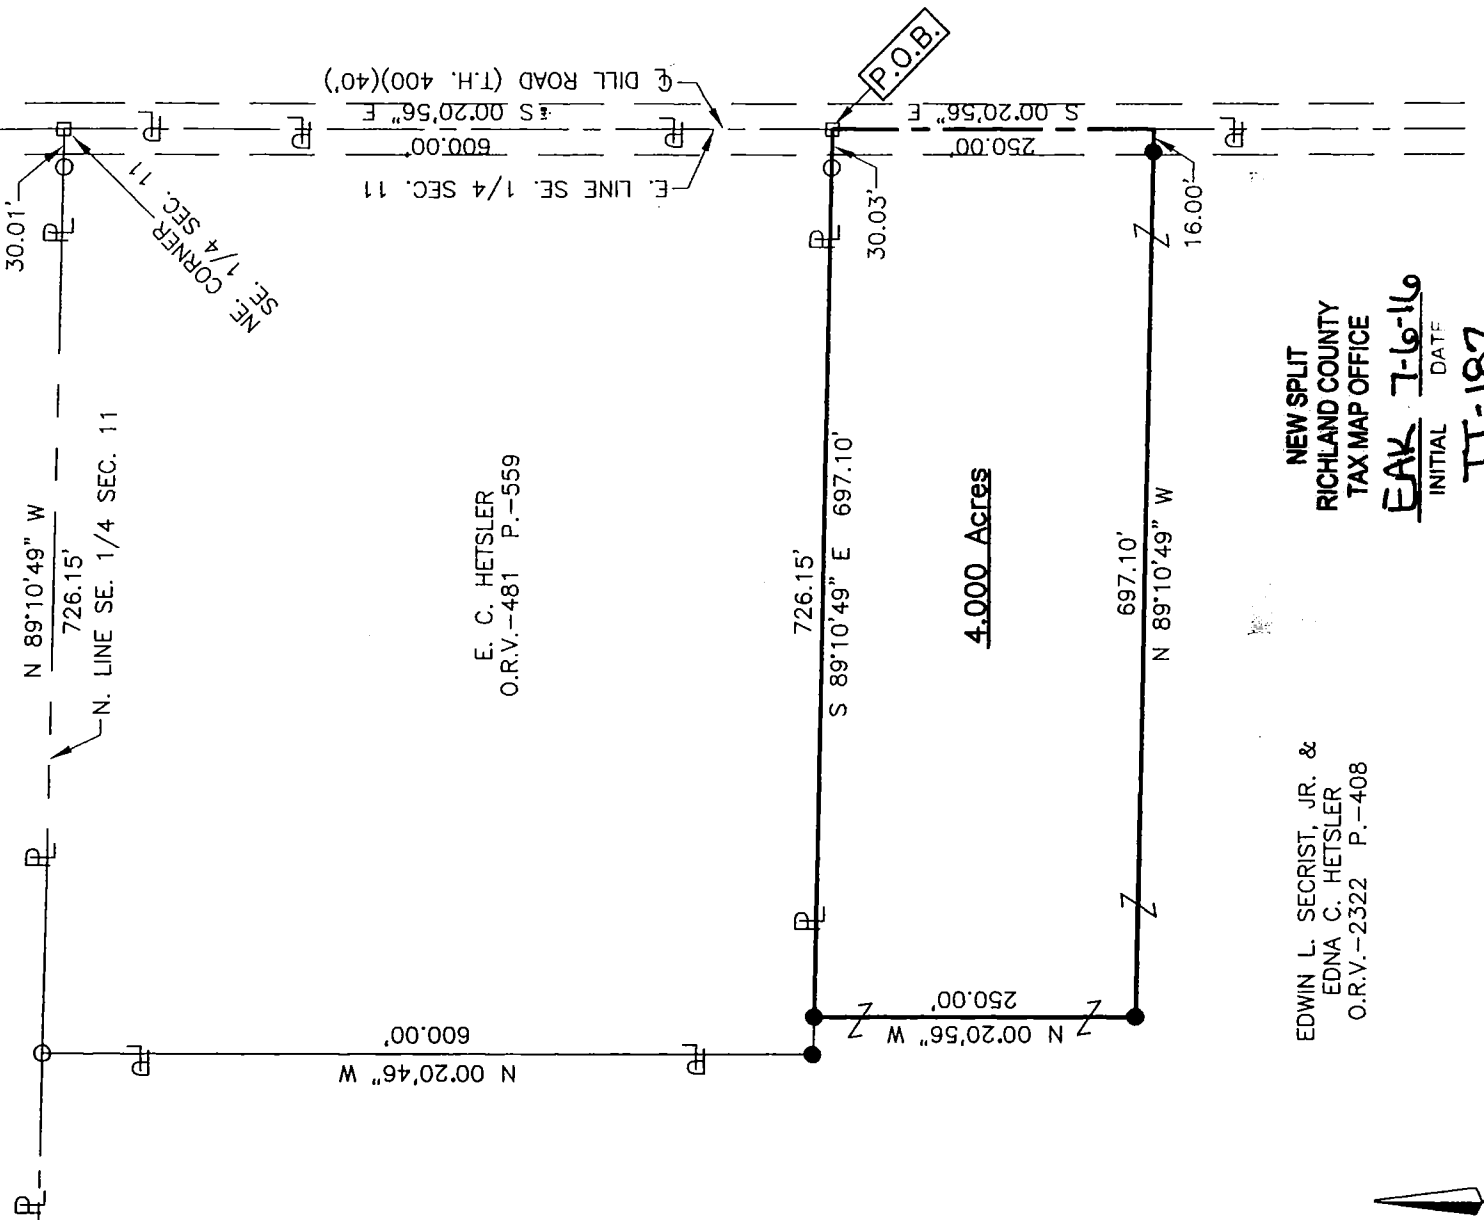 30.01'
NE. CORNER
SE. 1/4 SEC. 11
N 89°10'49" W
726.15'
N. LINE SE. 1/4 SEC. 11
℄ DILL ROAD (T.H. 400)(40')
S 00°20'56" E
600.00'
E. LINE SE 1/4 SEC. 11
P.O.B.
S 00°20'56" E
250.00'
30.03'
16.00'
E. C. HETSLER
O.R.V.-481 P.-559
726.15'
S 89°10'49" E 697.10'
4.000 Acres
697.10'
N 89°10'49" W
N 00°20'46" W
600.00'
N 00°20'56" W
250.00'
NEW SPLIT
RICHLAND COUNTY
TAX MAP OFFICE
EAK 7-6-16
INITIAL DATE
TT-187
EDWIN L. SECRIST, JR. &
EDNA C. HETSLER
O.R.V.-2322 P.-408